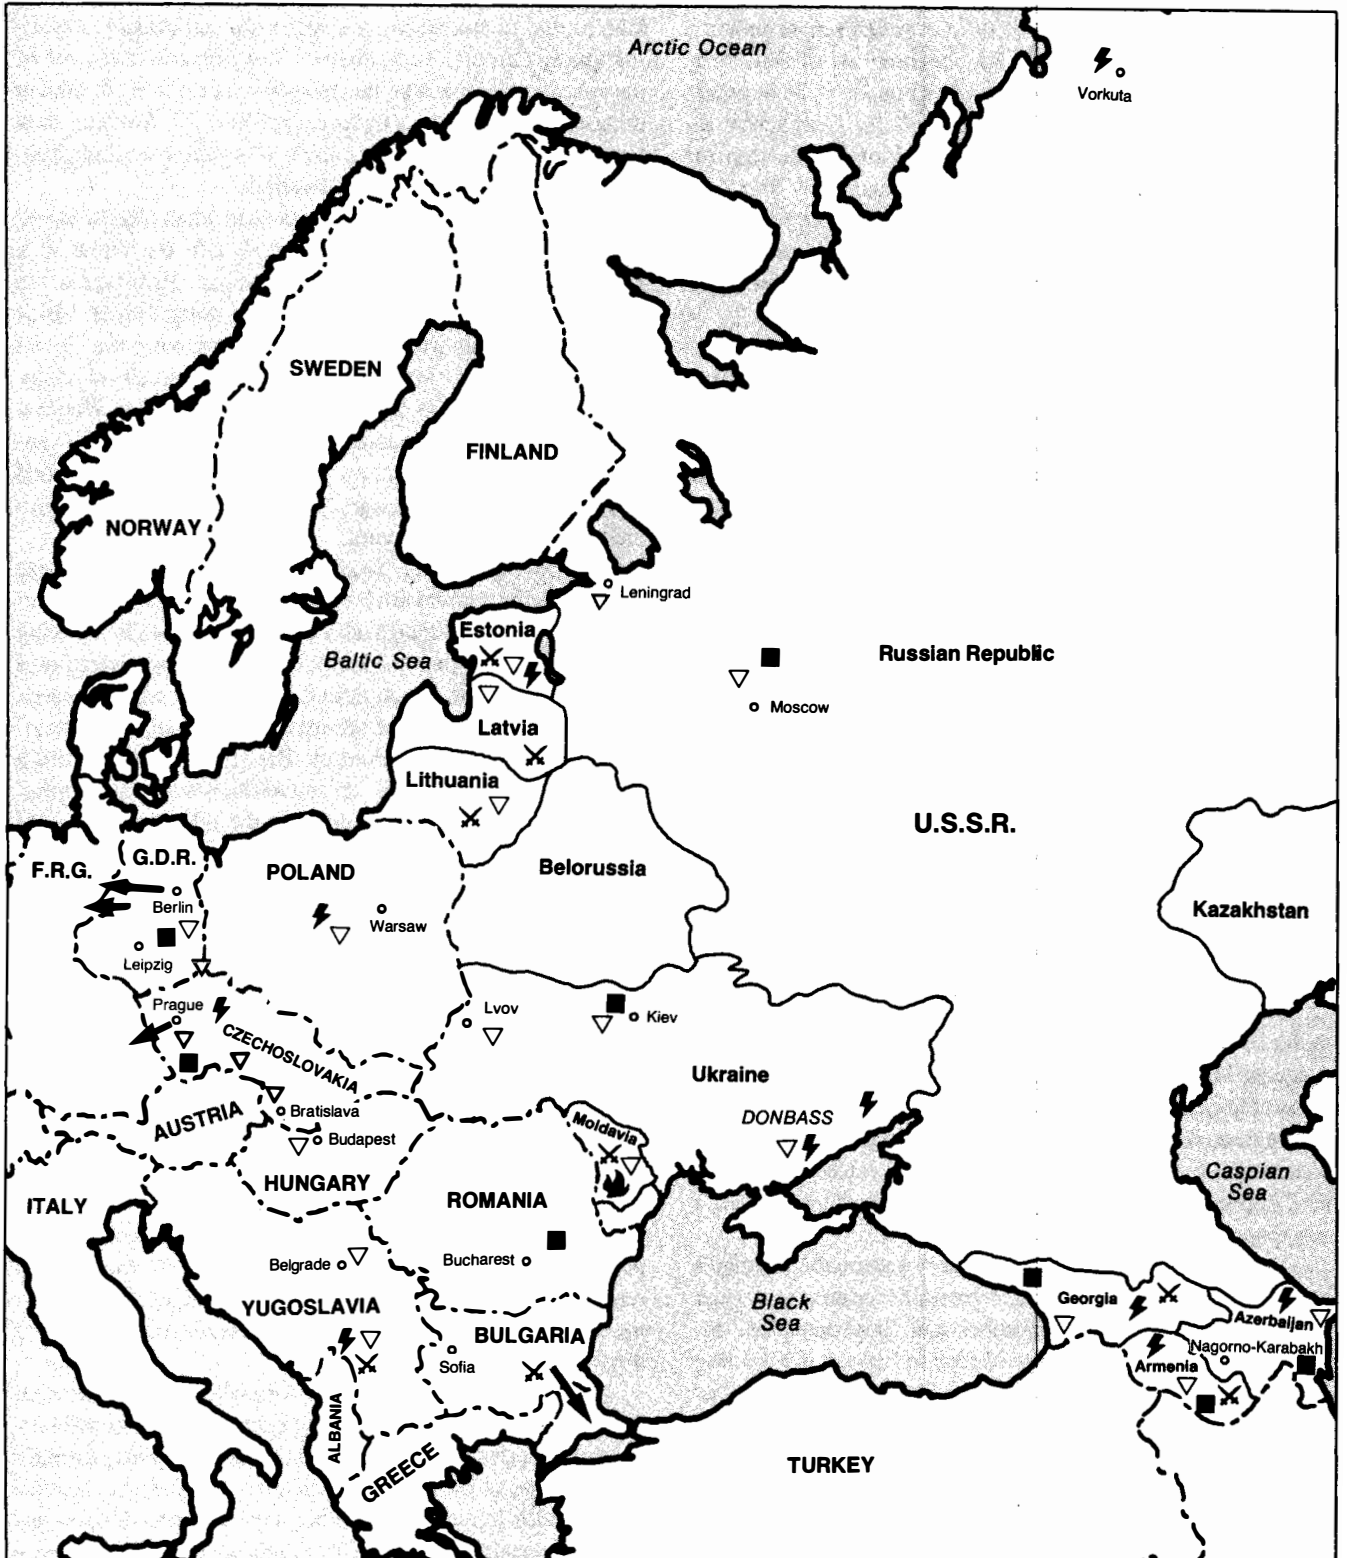 Arctic Ocean
Vorkuta
SWEDEN
FINLAND
NORWAY
Leningrad
Estonia
Baltic Sea
Russian Republic
Moscow
Latvia
Lithuania
U.S.S.R.
G.D.R.
F.R.G.
POLAND
Belorussia
Berlin
Warsaw
Kazakhstan
Leipzig
Prague
Lvov
Kiev
CZECHOSLOVAKIA
Ukraine
AUSTRIA
Bratislava
DONBASS
Moldavia
Budapest
HUNGARY
Caspian
Sea
ITALY
ROMANIA
Belgrade
Bucharest
YUGOSLAVIA
Black
Sea
Georgia
Azerbaijan
BULGARIA
Sofia
Nagorno-Karabakh
Armenia
ALBANIA
GREECE
TURKEY